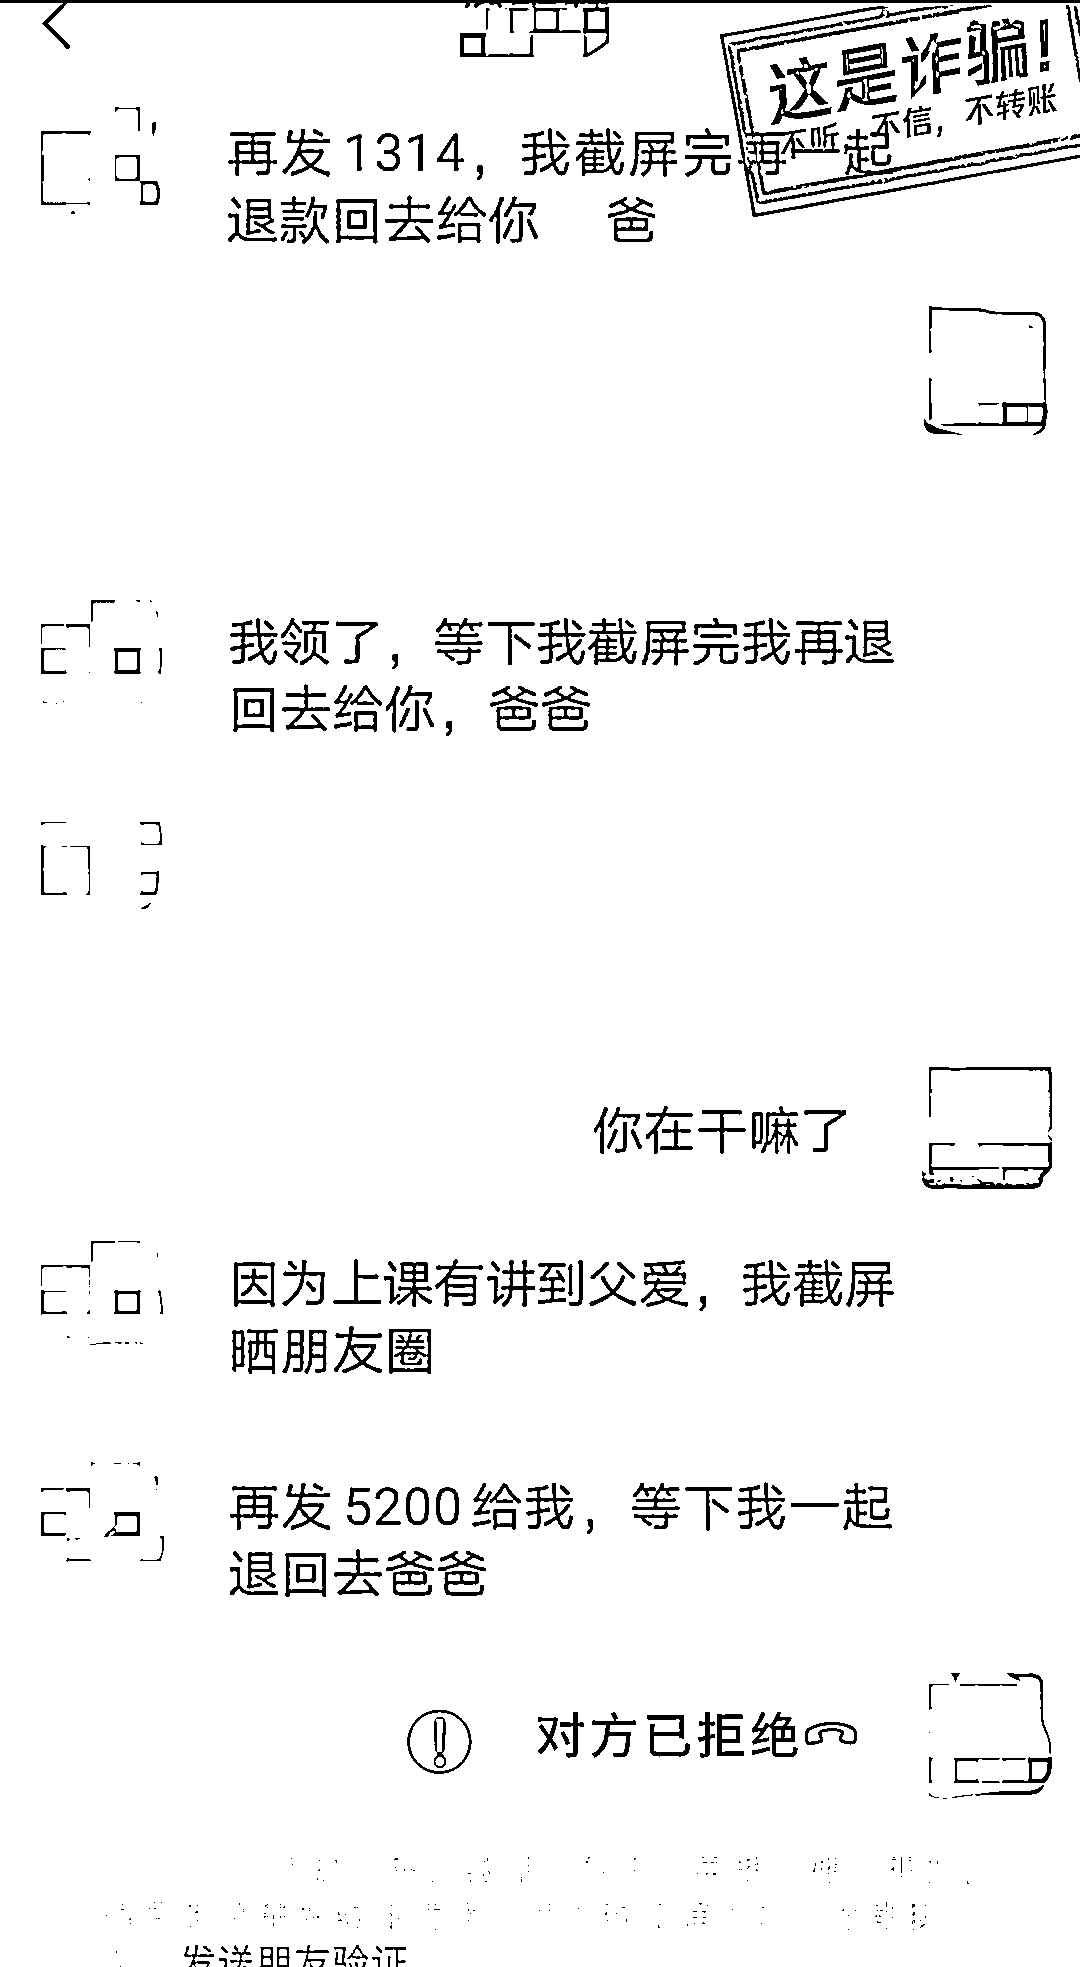 这是诈骗！
不听，不信，不转账
再发1314，我截屏完再一起
退款回去给你 爸
我领了，等下我截屏完我再退
回去给你，爸爸
你在干嘛了
因为上课有讲到父爱，我截屏
晒朋友圈
再发5200给我，等下我一起
退回去爸爸
对方已拒绝
发送朋友验证